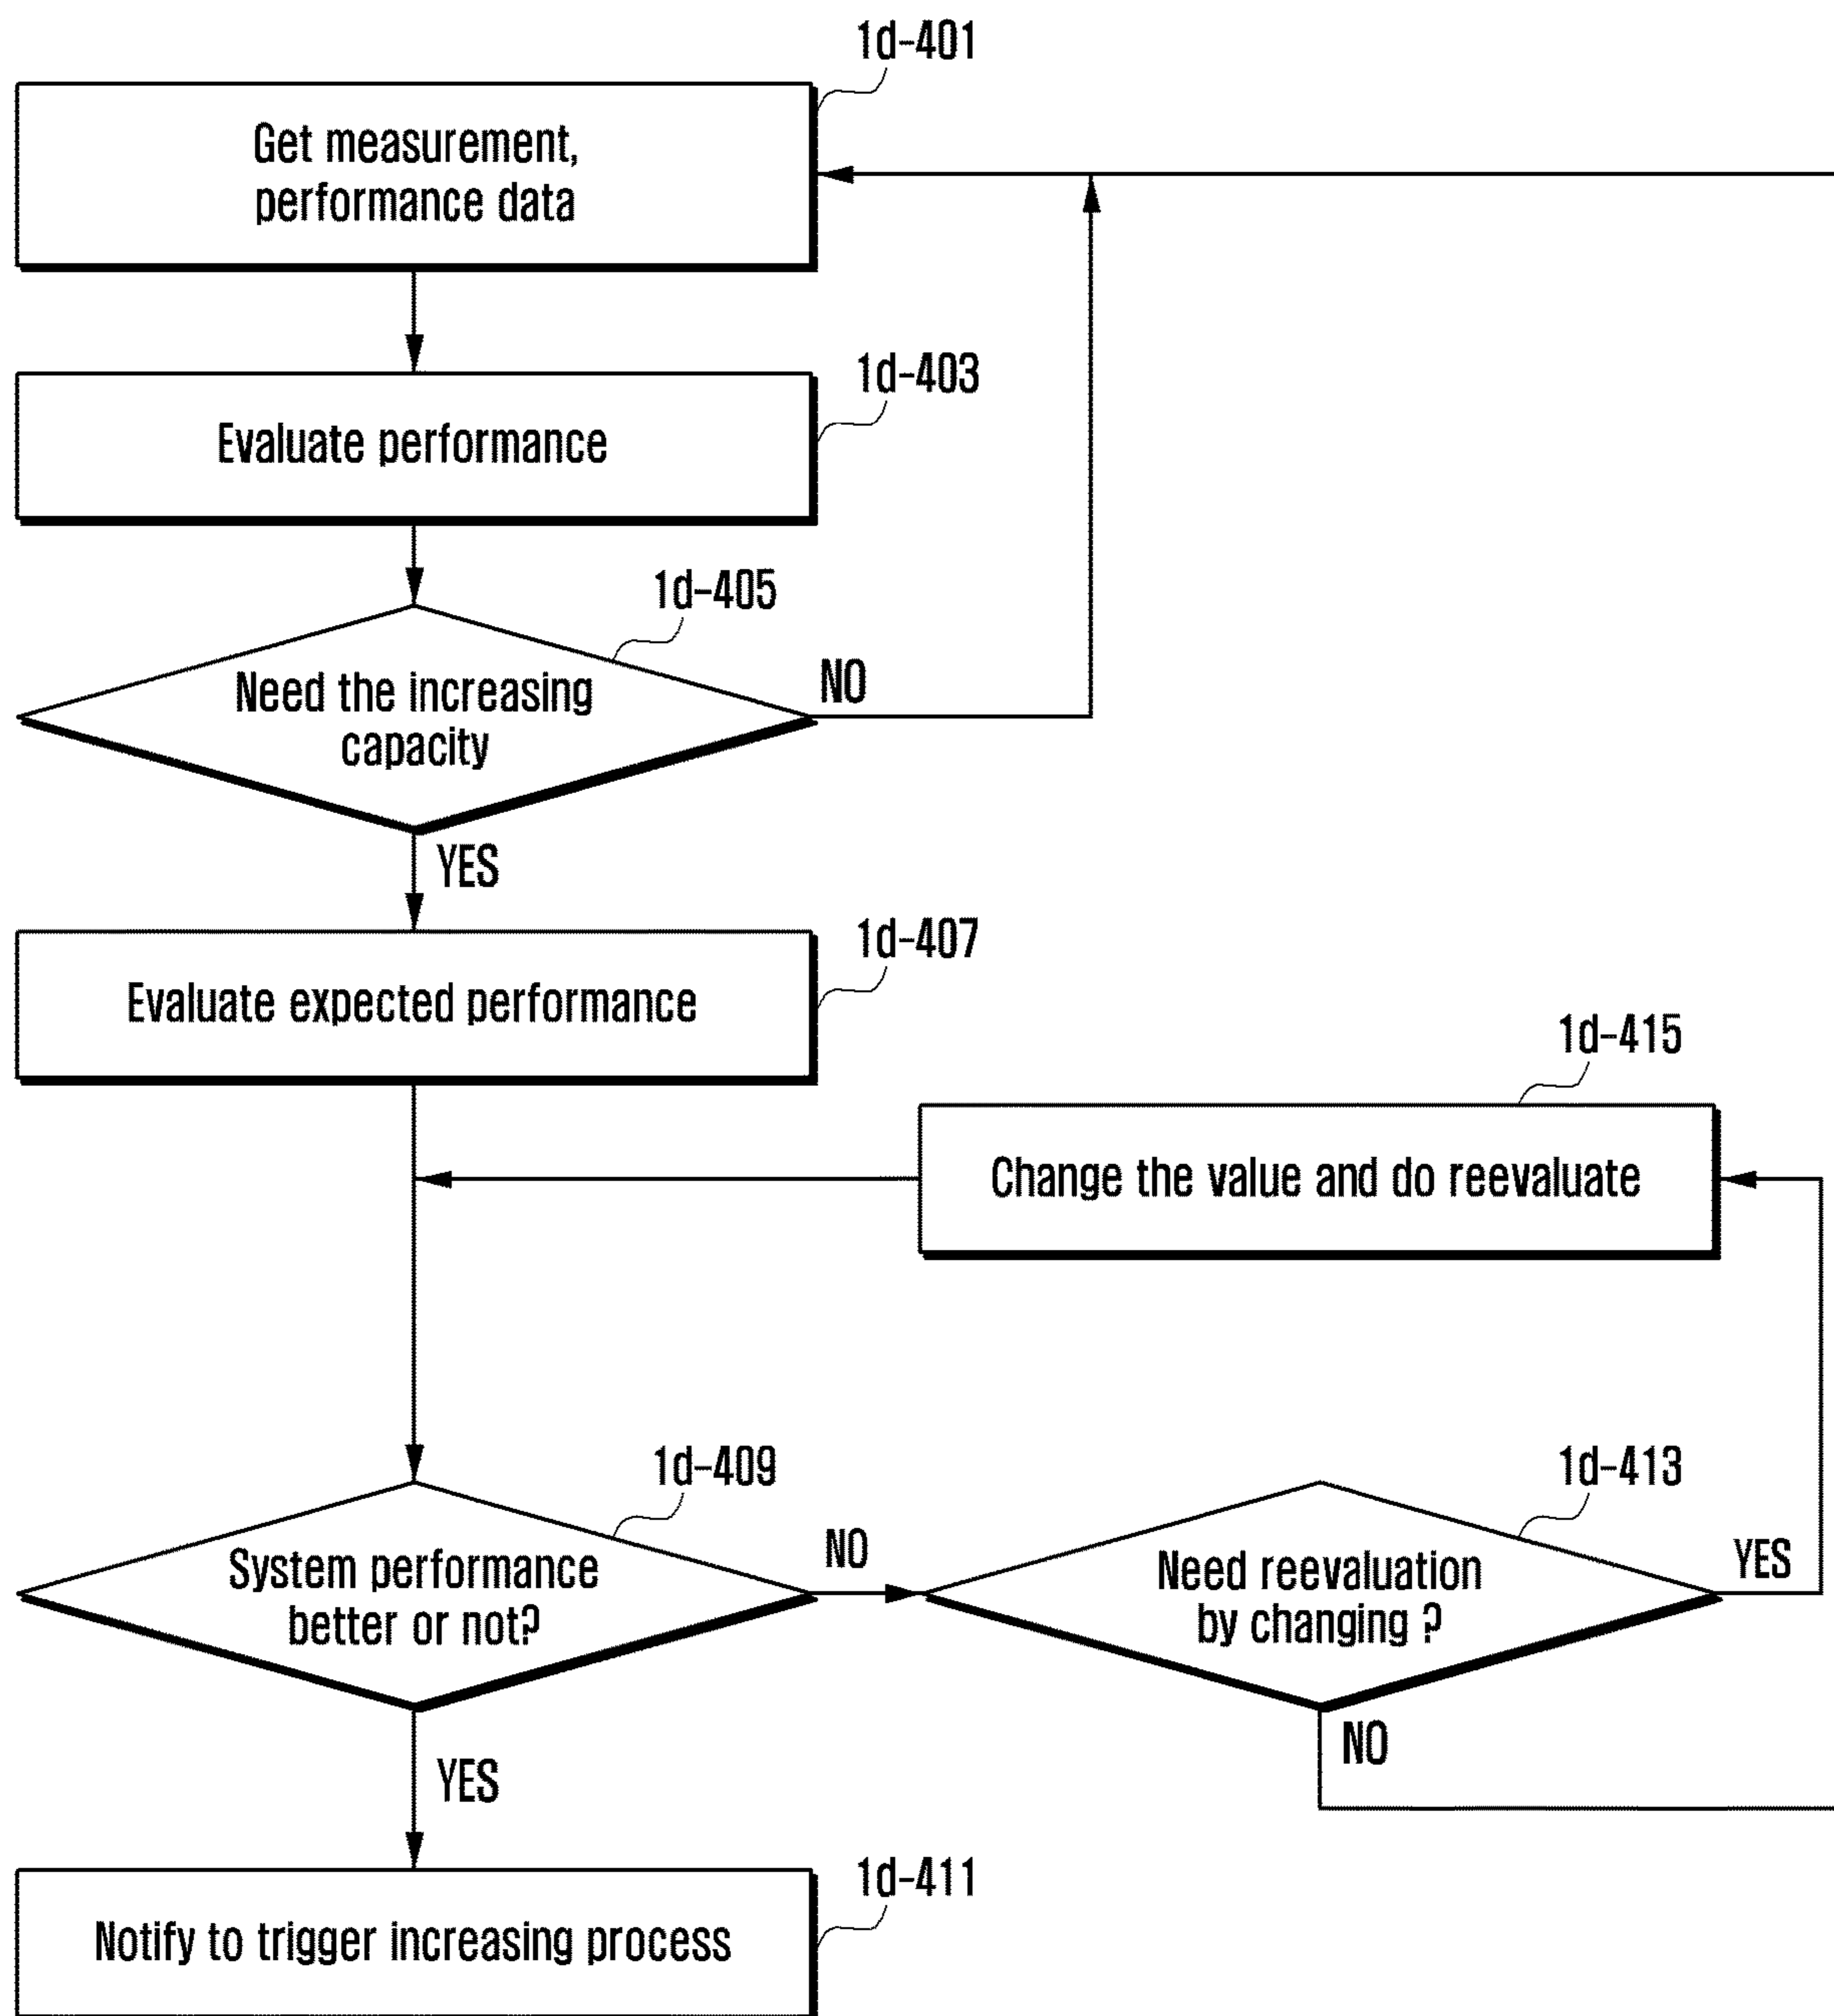 1d-401
Get measurement,
performance data
1d-403
Evaluate performance
1d-405
Need the increasing
capacity
NO
YES
1d-407
Evaluate expected performance
1d-415
Change the value and do reevaluate
1d-409
System performance
better or not?
NO
1d-413
Need reevaluation
by changing ?
YES
NO
YES
1d-411
Notify to trigger increasing process